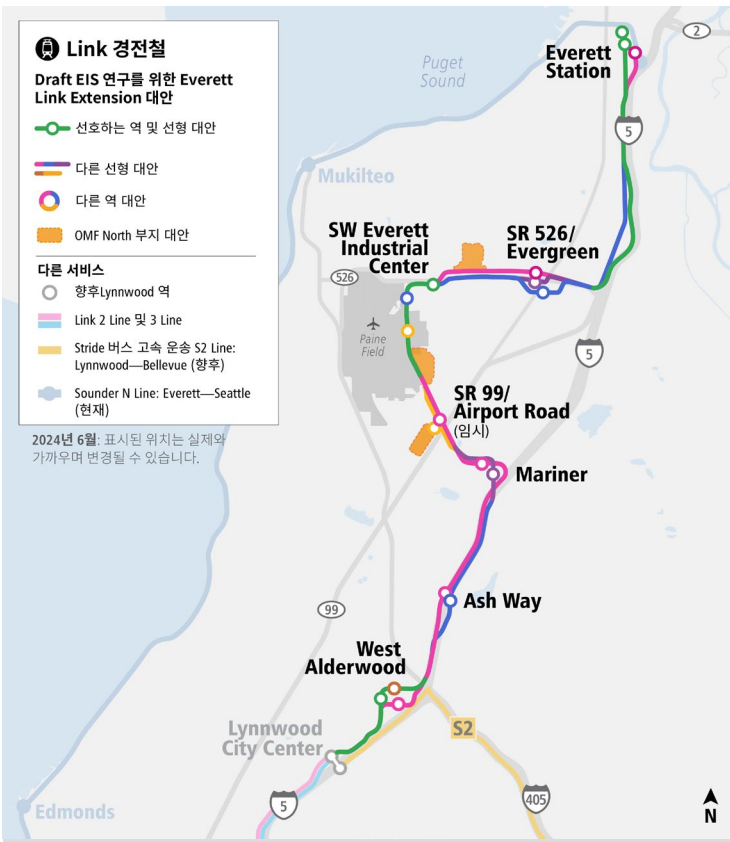 Link 경전철
Draft EIS 연구를 위한 Everett
Link Extension 대안
선호하는 역 및 선형 대안
다른 선형 대안
다른 역 대안
OMF North 부지 대안
다른 서비스
향후Lynnwood 역
Link 2 Line 및 3 Line
Stride 버스 고속 운송 S2 Line:
Lynnwood—Bellevue (향후)
Sounder N Line: Everett—Seattle
(현재)
2024년 6월: 표시된 위치는 실제와
가까우며 변경될 수 있습니다.
Puget
Sound
Everett
Station
2
5
Mukilteo
SW Everett
Industrial
Center
SR 526/
Evergreen
526
Paine
Field
5
SR 99/
Airport Road
(임시)
Mariner
Ash Way
99
West
Alderwood
Lynnwood
City Center
S2
5
405
Edmonds
N